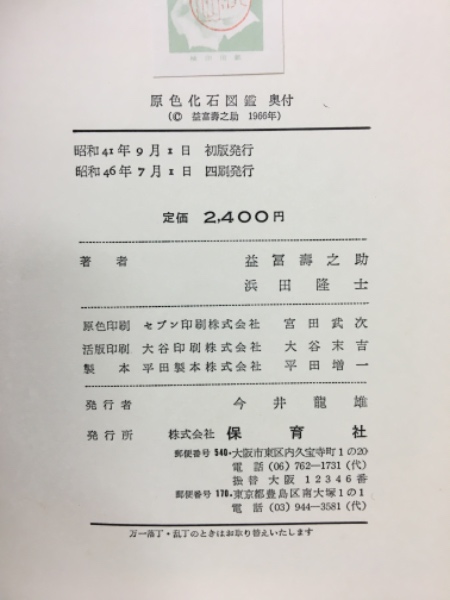 原色化石図鑑 奥付
(© 益富壽之助 1966年)
昭和41年9月1日 初版発行
昭和46年7月1日 四刷発行
定価 2,400円
著者 益富壽之助
浜田隆士
原色印刷 セブン印刷株式会社 宮田武次
活版印刷 大谷印刷株式会社 大谷末吉
製本 平田製本株式会社 平田増一
発行者 今井龍雄
発行所 株式会社 保育社
郵便番号 540・大阪市東区内久宝寺町1の20
電話 (06) 762—1731(代)
振替大阪 12346番
郵便番号 170・東京都豊島区南大塚1の1
電話 (03) 944—3581(代)
万一落丁・乱丁のときはお取り替えいたします